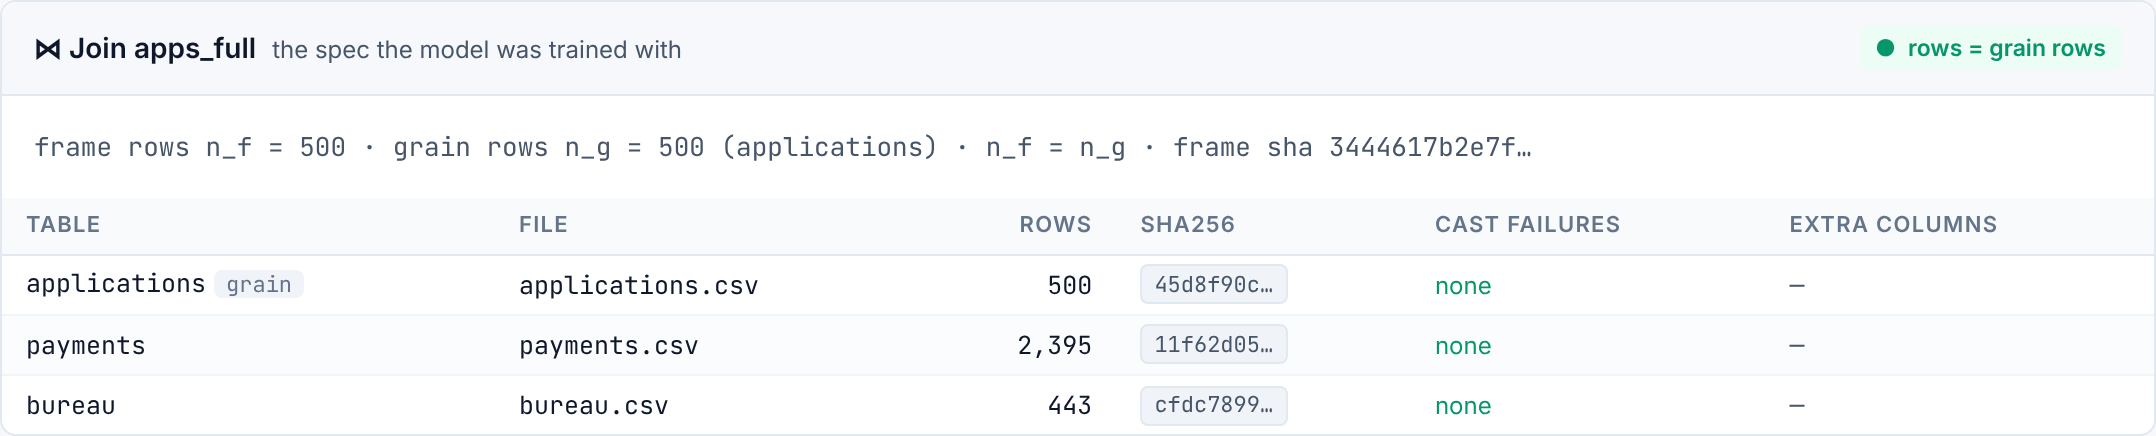 ⋈ Join apps_full the spec the model was trained with ● rows = grain rows
frame rows n_f = 500 · grain rows n_g = 500 (applications) · n_f = n_g · frame sha 3444617b2e7f…
TABLE FILE ROWS SHA256 CAST FAILURES EXTRA COLUMNS
applications grain applications.csv 500 45d8f90c… none —
payments payments.csv 2,395 11f62d05… none —
bureau bureau.csv 443 cfdc7899… none —